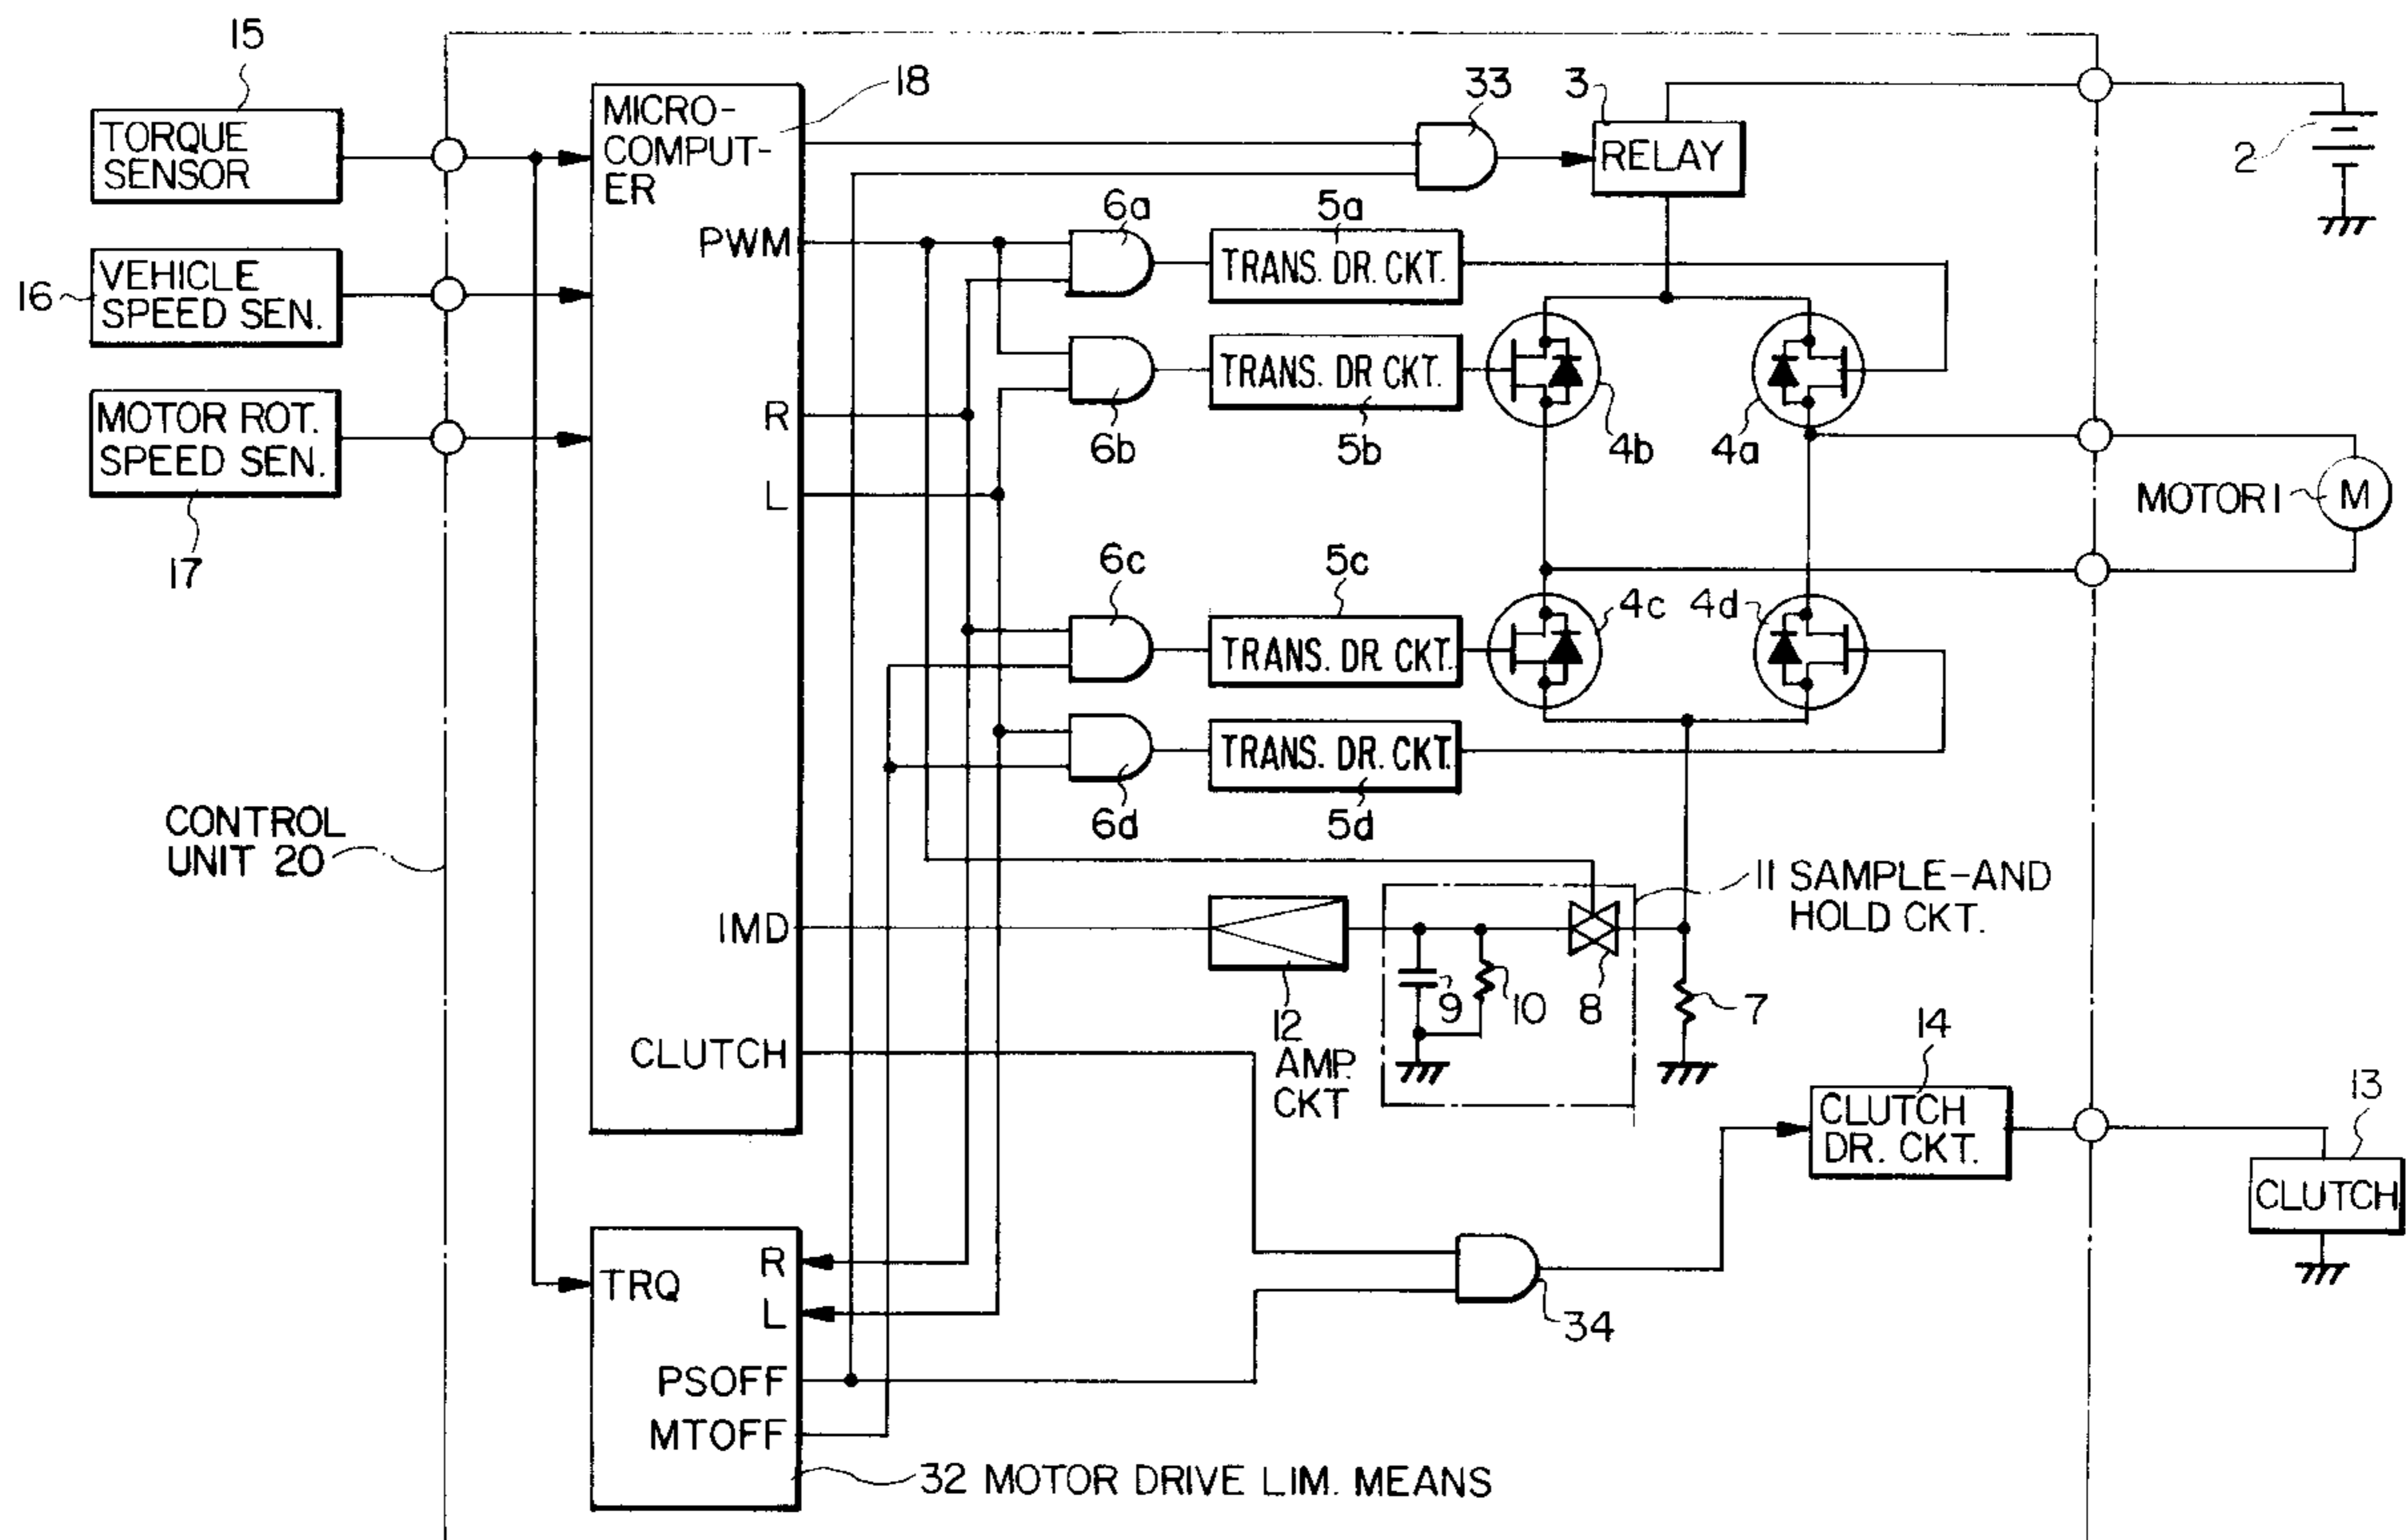 15
TORQUE
SENSOR
16
VEHICLE
SPEED SEN.
MOTOR ROT.
SPEED SEN.
17
CONTROL
UNIT 20
18
MICRO-
COMPUT-
ER
PWM
R
L
IMD
CLUTCH
33
3
RELAY
2
6a
5a
TRANS. DR. CKT.
6b
TRANS. DR CKT.
5b
4b
4a
MOTOR 1
M
6c
5c
TRANS. DR. CKT.
4c
4d
6d
TRANS. DR. CKT.
5d
11 SAMPLE-AND
HOLD CKT.
12
AMP.
CKT
9
10
8
7
14
CLUTCH
DR. CKT.
13
CLUTCH
34
TRQ
R
L
PSOFF
MTOFF
32 MOTOR DRIVE LIM. MEANS